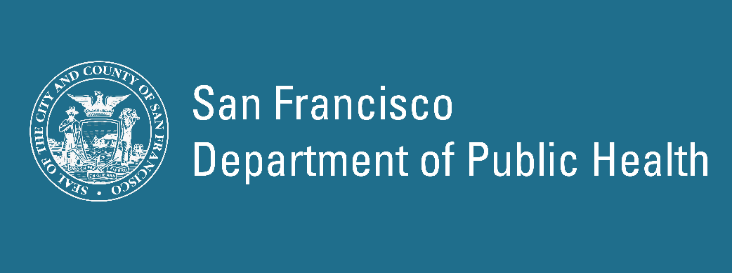 SEAL OF THE CITY AND COUNTY OF SAN FRANCISCO
San Francisco
Department of Public Health